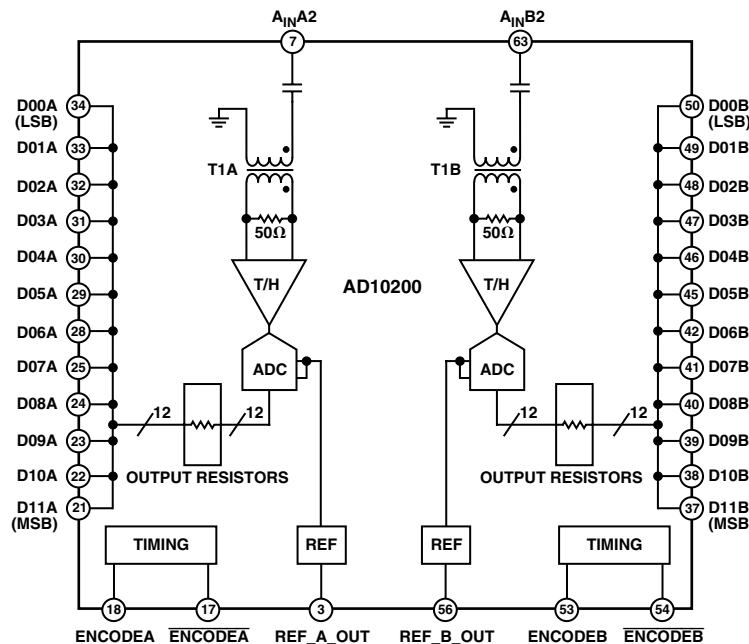 AINA2 AINB2
7 63
D00A 34 50 D00B
(LSB) (LSB)
D01A 33 49 D01B
T1A T1B
D02A 32 48 D02B
D03A 31 47 D03B
50Ω 50Ω
D04A 30 46 D04B
T/H AD10200 T/H
D05A 29 45 D05B
D06A 28 42 D06B
D07A 25 ADC ADC 41 D07B
D08A 24 40 D08B
12 12 12 12
D09A 23 39 D09B
D10A 22 OUTPUT RESISTORS OUTPUT RESISTORS 38 D10B
D11A 21 37 D11B
(MSB) (MSB)
TIMING REF REF TIMING
18 17 3 56 53 54
ENCODEA ENCODEA REF_A_OUT REF_B_OUT ENCODEB ENCODEB